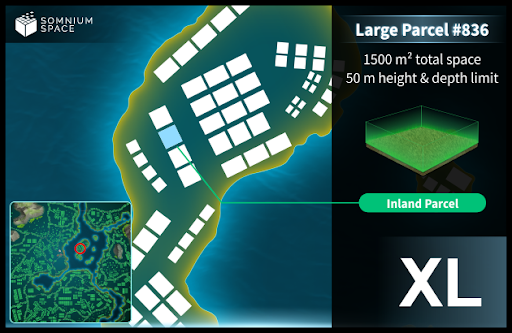 SOMNIUM
SPACE
Large Parcel #836
1500 m² total space
50 m height & depth limit
Inland Parcel
XL